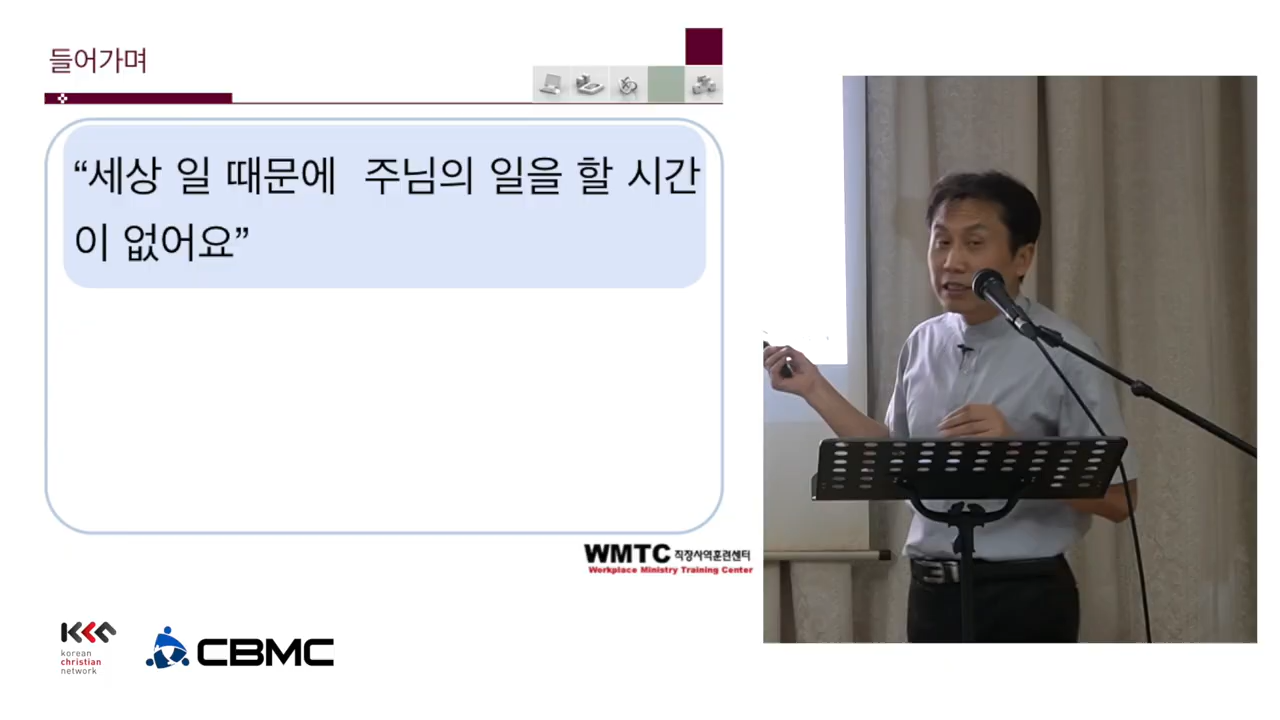 들어가며
“세상 일 때문에 주님의 일을 할 시간
이 없어요”
WMTC 직장사역훈련센터
Workplace Ministry Training Center
kcn
korean
christian
network
CBMC